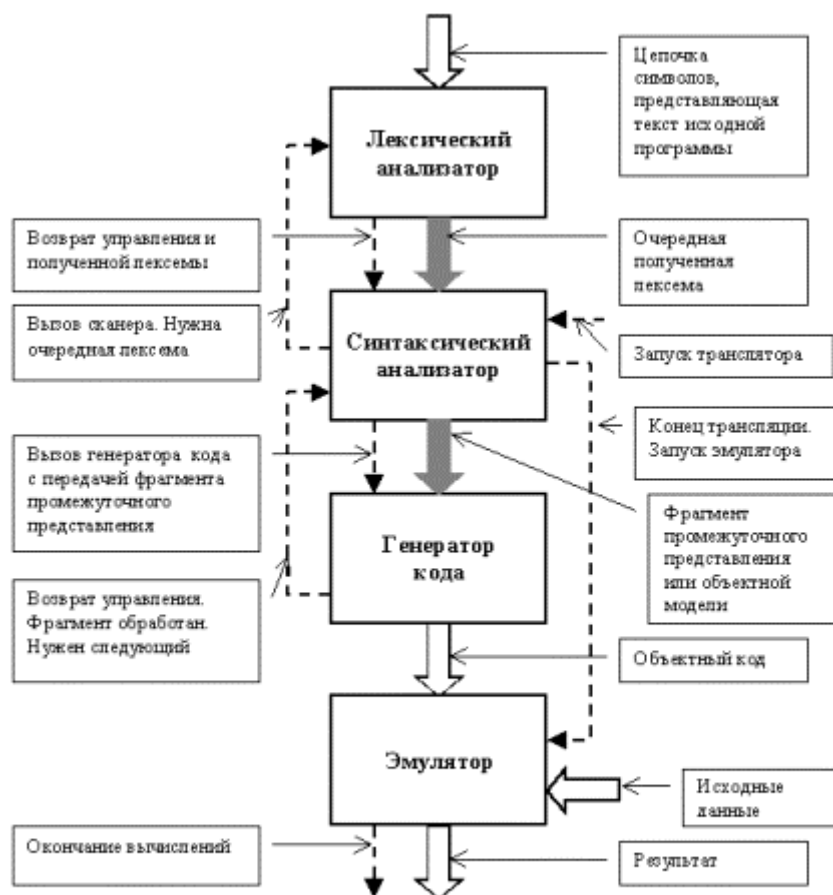 Цепочка
символов,
представляющая
текст исходной
программы
Лексический
анализатор
Возврат управления и
полученной лексемы
Очередная
полученная
лексема
Вызов сканера. Нужна
очередная лексема
Синтаксический
анализатор
Запуск транслятора
Конец трансляции.
Запуск эмулятора
Вызов генератора кода
с передачей фрагмента
промежуточного
представления
Генератор
кода
Фрагмент
промежуточного
представления
или объектной
модели
Возврат управления.
Фрагмент обработан.
Нужен следующий
Объектный код
Эмулятор
Исходные
данные
Окончание вычислений
Результат